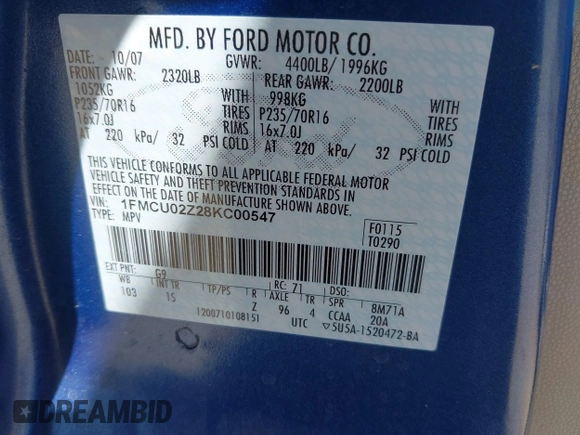 MFD. BY FORD MOTOR CO.
DATE: 10/07 GVWR: 4400LB/ 1996KG
FRONT GAWR: 2320LB REAR GAWR: 2200LB
1052KG WITH 998KG WITH
P235/70R16 TIRES P235/70R16 TIRES
16x7.0J RIMS 16x7.0J RIMS
AT 220 kPa/ 32 PSI COLD AT 220 kPa/ 32 PSI COLD
THIS VEHICLE CONFORMS TO ALL APPLICABLE FEDERAL MOTOR
VEHICLE SAFETY AND THEFT PREVENTION STANDARDS IN
EFFECT ON THE DATE OF MANUFACTURE SHOWN ABOVE.
VIN: 1FMCU02Z28KC00547
TYPE: MPV
F0115
T0290
EXT PNT: G9 RC: 71
WB INT TR TP/PS R AXLE TR SPR BM71A
103 IS Z 96 4 CCAA 20A
1200710108151 UTC ▽5U5A-1520472-BA
Ford
DREAMBID